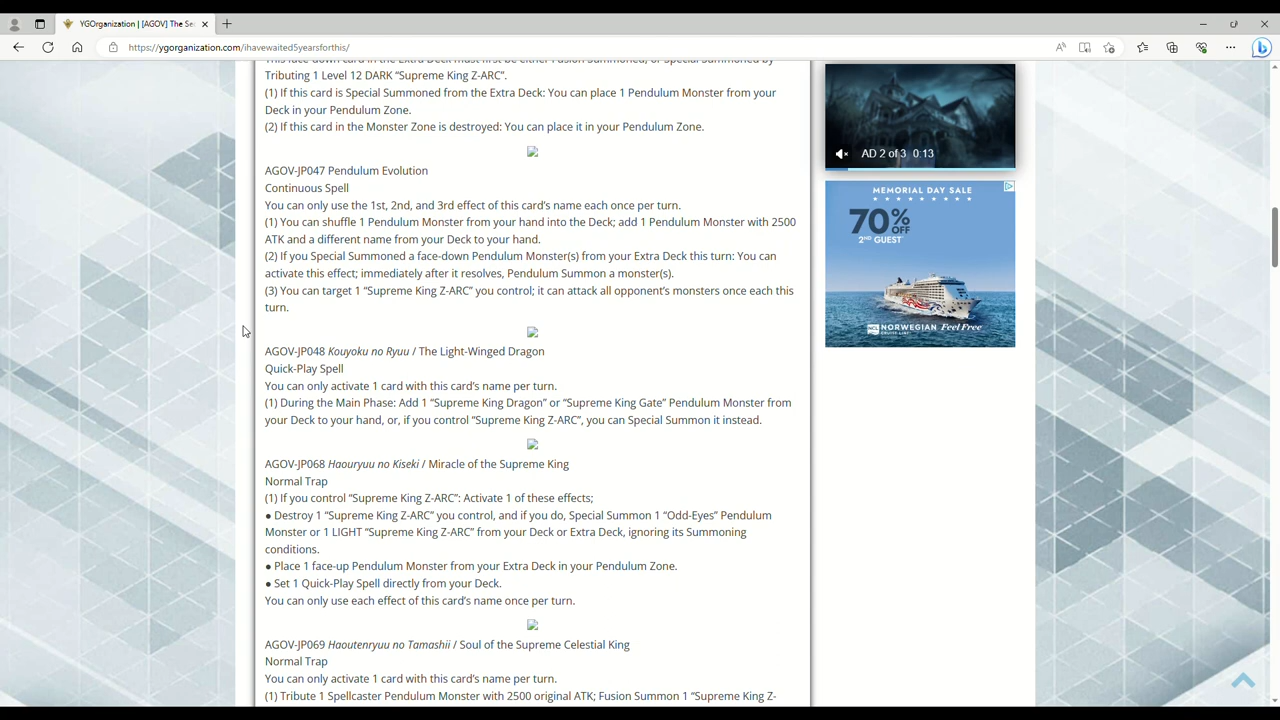 YGOrganization | [AGOV] The Se
https://ygorganization.com/ihavewaited5yearsforthis/
This face-down card in the Extra Deck must first be either Fusion Summoned, or Special Summoned by
Tributing 1 Level 12 DARK “Supreme King Z-ARC”.
(1) If this card is Special Summoned from the Extra Deck: You can place 1 Pendulum Monster from your
Deck in your Pendulum Zone.
(2) If this card in the Monster Zone is destroyed: You can place it in your Pendulum Zone.
AGOV-JP047 Pendulum Evolution
Continuous Spell
You can only use the 1st, 2nd, and 3rd effect of this card’s name each once per turn.
(1) You can shuffle 1 Pendulum Monster from your hand into the Deck; add 1 Pendulum Monster with 2500
ATK and a different name from your Deck to your hand.
(2) If you Special Summoned a face-down Pendulum Monster(s) from your Extra Deck this turn: You can
activate this effect; immediately after it resolves, Pendulum Summon a monster(s).
(3) You can target 1 “Supreme King Z-ARC” you control; it can attack all opponent’s monsters once each this
turn.
AGOV-JP048 Kouyoku no Ryuu / The Light-Winged Dragon
Quick-Play Spell
You can only activate 1 card with this card’s name per turn.
(1) During the Main Phase: Add 1 “Supreme King Dragon” or “Supreme King Gate” Pendulum Monster from
your Deck to your hand, or, if you control “Supreme King Z-ARC”, you can Special Summon it instead.
AGOV-JP068 Haouryuu no Kiseki / Miracle of the Supreme King
Normal Trap
(1) If you control “Supreme King Z-ARC”: Activate 1 of these effects;
● Destroy 1 “Supreme King Z-ARC” you control, and if you do, Special Summon 1 “Odd-Eyes” Pendulum
Monster or 1 LIGHT “Supreme King Z-ARC” from your Deck or Extra Deck, ignoring its Summoning
conditions.
● Place 1 face-up Pendulum Monster from your Extra Deck in your Pendulum Zone.
● Set 1 Quick-Play Spell directly from your Deck.
You can only use each effect of this card’s name once per turn.
AGOV-JP069 Haoutenryuu no Tamashii / Soul of the Supreme Celestial King
Normal Trap
You can only activate 1 card with this card’s name per turn.
(1) Tribute 1 Spellcaster Pendulum Monster with 2500 original ATK; Fusion Summon 1 “Supreme King Z-
AD 2 of 3 0:13
MEMORIAL DAY SALE
70% OFF
2ND GUEST
NCL NORWEGIAN CRUISE LINE Feel Free